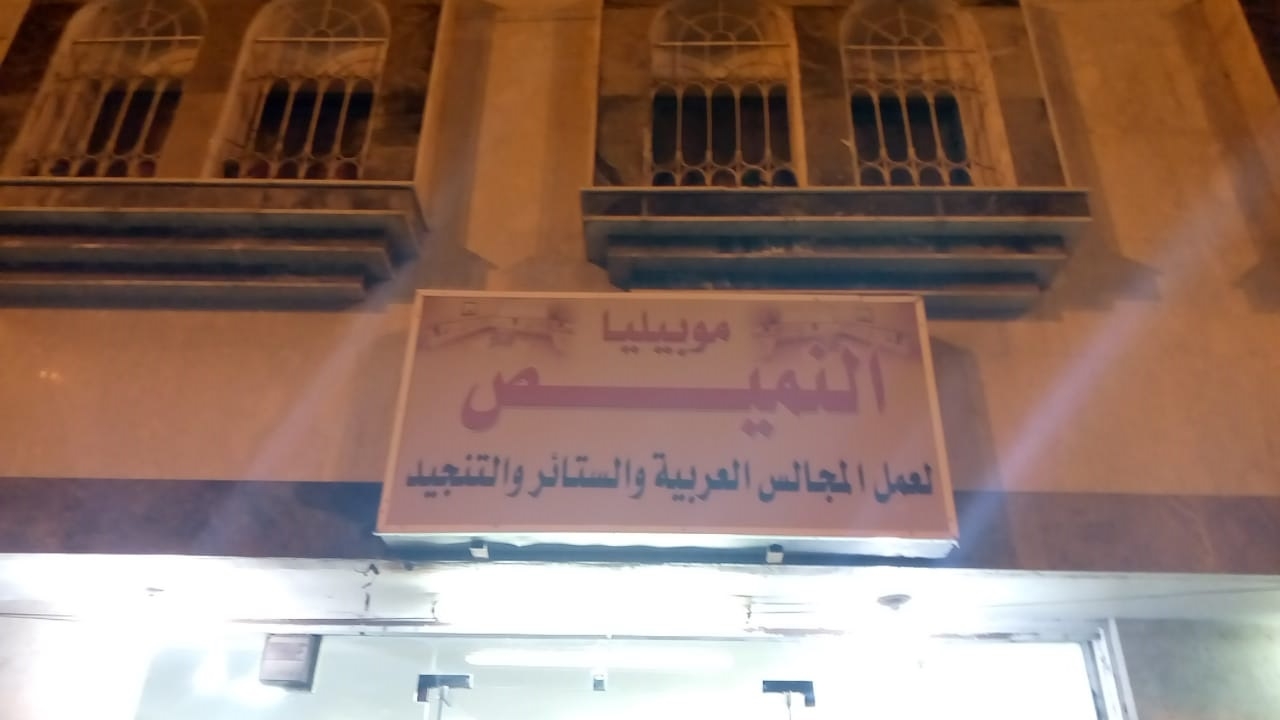 موبيليا
النميص
لعمل المجالس العربية والستائر والتنجيد